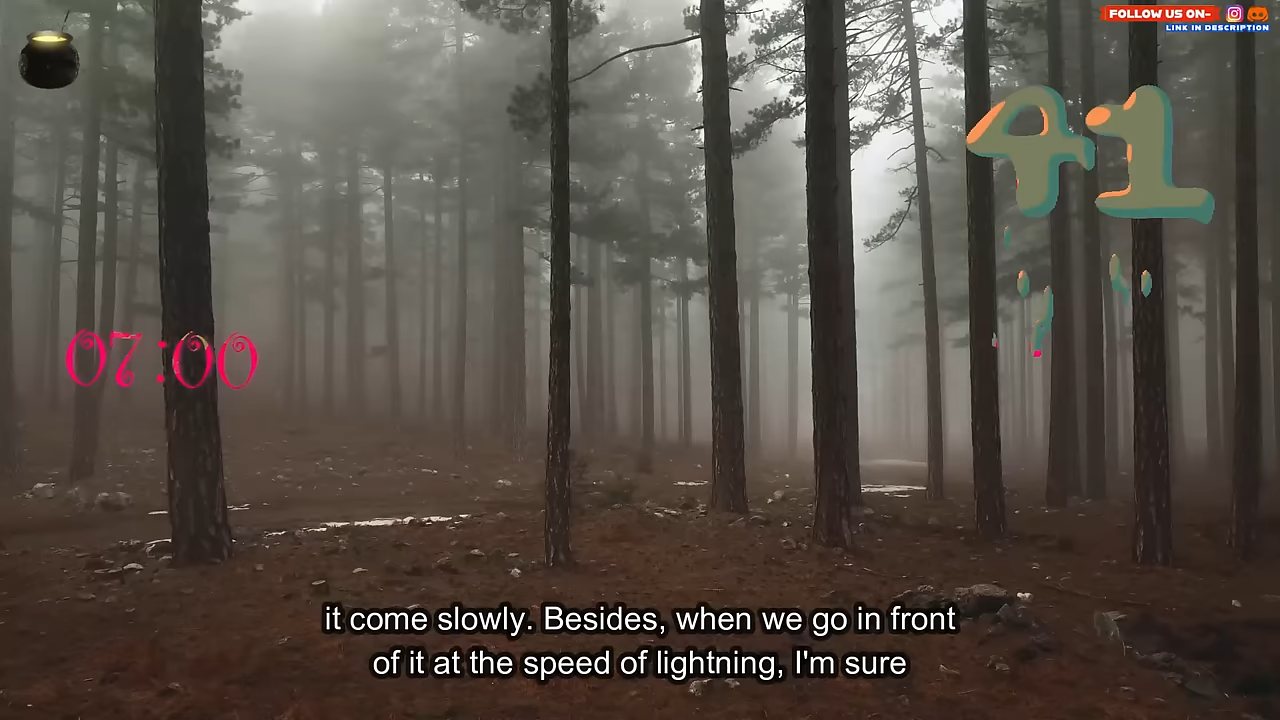 FOLLOW US ON-
LINK IN DESCRIPTION
41
07:00
it come slowly. Besides, when we go in front
of it at the speed of lightning, I'm sure